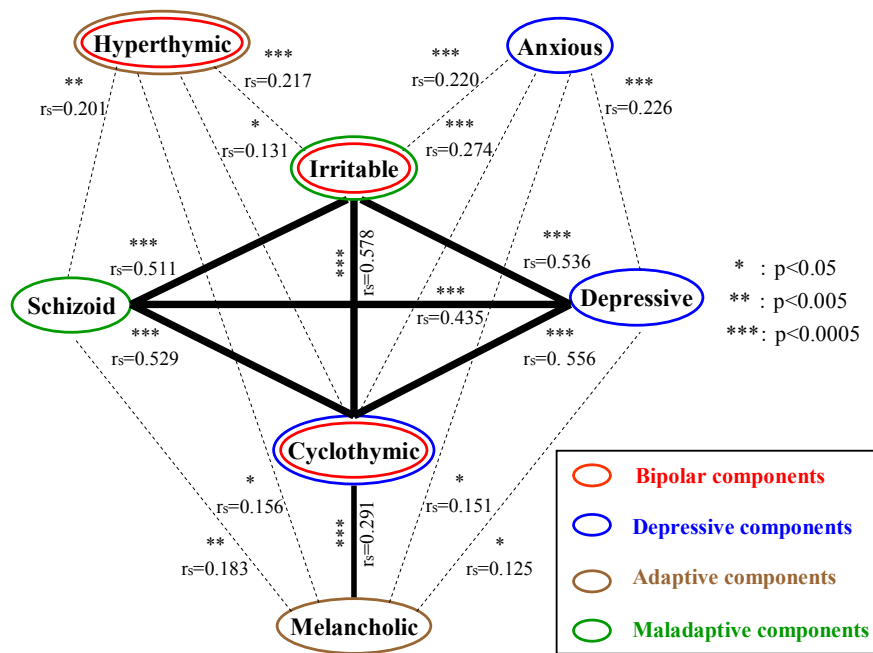 Hyperthymic
Anxious
***
rs=0.217
***
rs=0.220
**
rs=0.201
***
rs=0.226
*
rs=0.131
***
rs=0.274
Irritable
***
rs=0.511
***
rs=0.578
***
rs=0.536
* : p<0.05
** : p<0.005
***: p<0.0005
Schizoid
***
rs=0.435
Depressive
***
rs=0.529
***
rs=0. 556
Cyclothymic
*
rs=0.156
***
rs=0.291
*
rs=0.151
**
rs=0.183
*
rs=0.125
Melancholic
Bipolar components
Depressive components
Adaptive components
Maladaptive components